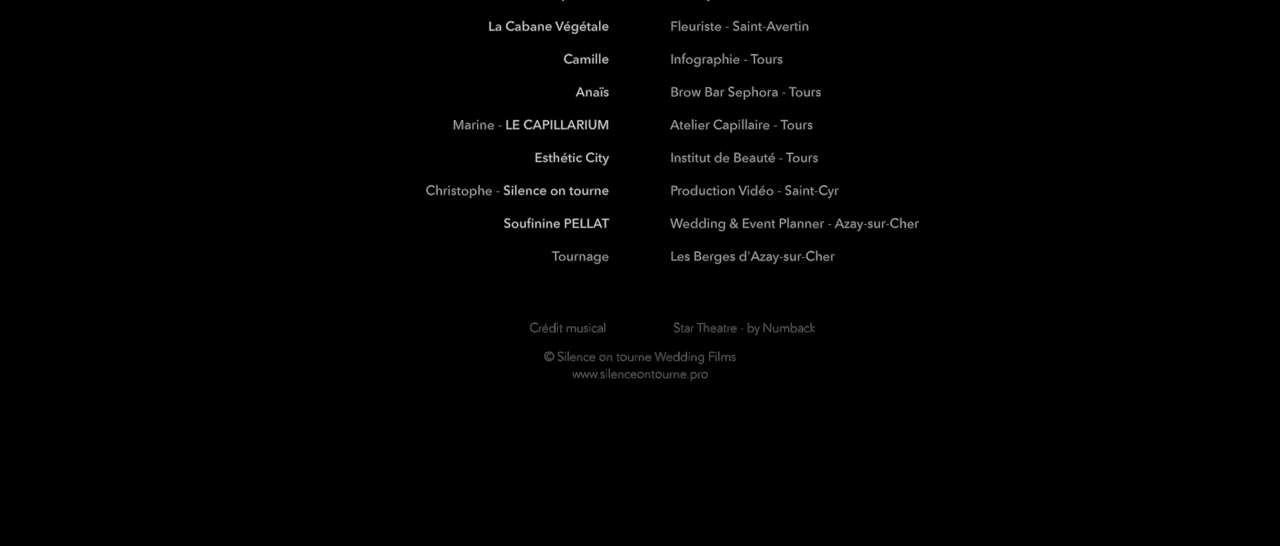 La Cabane Végétale Fleuriste - Saint-Avertin
Camille Infographie - Tours
Anaïs Brow Bar Sephora - Tours
Marine - LE CAPILLARIUM Atelier Capillaire - Tours
Esthétic City Institut de Beauté - Tours
Christophe - Silence on tourne Production Vidéo - Saint-Cyr
Soufinine PELLAT Wedding & Event Planner - Azay-sur-Cher
Tournage Les Berges d'Azay-sur-Cher
Crédit musical Star Theatre - by Numback
© Silence on tourne Wedding Films
www.silenceontourne.pro